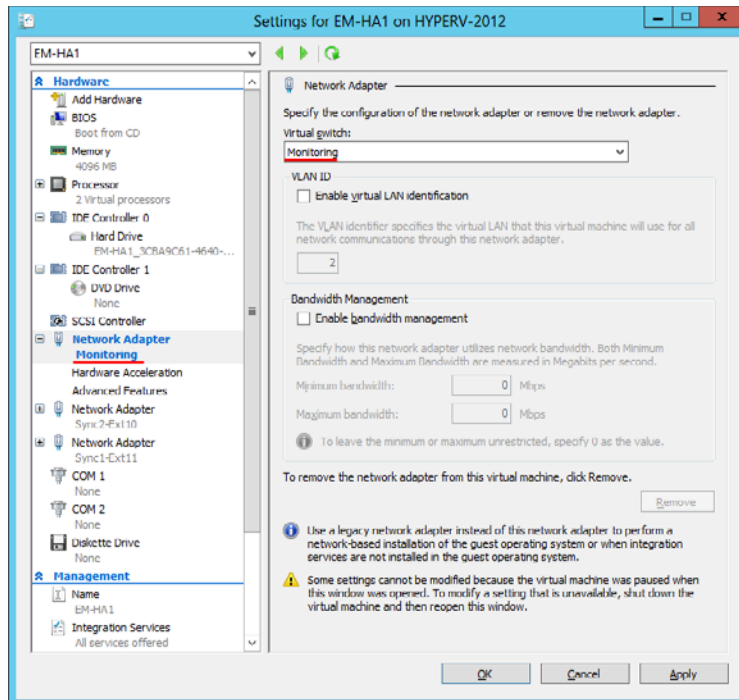 Settings for EM-HA1 on HYPERV-2012
EM-HA1
Hardware
Add Hardware
BIOS
Boot from CD
Memory
4096 MB
Processor
2 Virtual processors
IDE Controller 0
Hard Drive
EM-HA1_3CBA9C61-4640-...
IDE Controller 1
DVD Drive
None
SCSI Controller
Network Adapter
Monitoring
Hardware Acceleration
Advanced Features
Network Adapter
Sync2-Ext10
Network Adapter
Sync1-Ext11
COM 1
None
COM 2
None
Diskette Drive
None
Management
Name
EM-HA1
Integration Services
All services offered
Network Adapter
Specify the configuration of the network adapter or remove the network adapter.
Virtual switch:
Monitoring
VLAN ID
Enable virtual LAN identification
The VLAN identifier specifies the virtual LAN that this virtual machine will use for all
network communications through this network adapter.
2
Bandwidth Management
Enable bandwidth management
Specify how this network adapter utilizes network bandwidth. Both Minimum
Bandwidth and Maximum Bandwidth are measured in Megabits per second.
Minimum bandwidth: 0 Mbps
Maximum bandwidth: 0 Mbps
To leave the minimum or maximum unrestricted, specify 0 as the value.
To remove the network adapter from this virtual machine, click Remove.
Remove
Use a legacy network adapter instead of this network adapter to perform a
network-based installation of the guest operating system or when integration
services are not installed in the guest operating system.
Some settings cannot be modified because the virtual machine was paused when
this window was opened. To modify a setting that is unavailable, shut down the
virtual machine and then reopen this window.
OK Cancel Apply